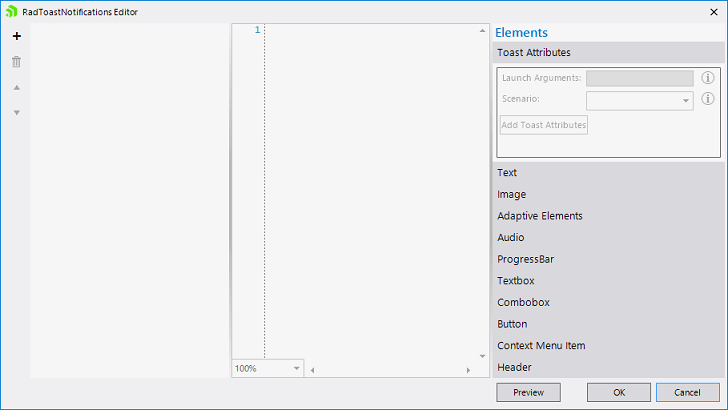 RadToastNotifications Editor
1
100%
Elements
Toast Attributes
Launch Arguments:
Scenario:
Add Toast Attributes
Text
Image
Adaptive Elements
Audio
ProgressBar
Textbox
Combobox
Button
Context Menu Item
Header
Preview
OK
Cancel